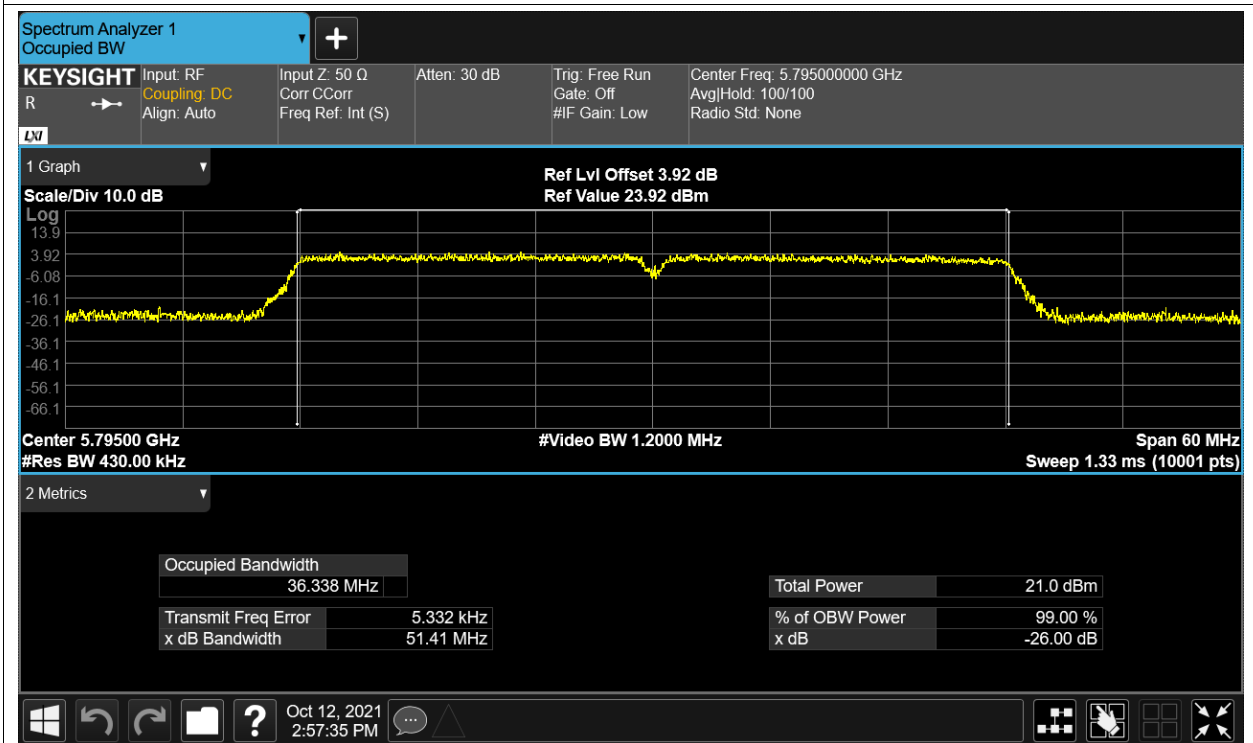 Spectrum Analyzer 1
Occupied BW
+
KEYSIGHT
R
LXI
Input: RF
Coupling: DC
Align: Auto
Input Z: 50 Ω
Corr CCorr
Freq Ref: Int (S)
Atten: 30 dB
Trig: Free Run
Gate: Off
#IF Gain: Low
Center Freq: 5.795000000 GHz
Avg|Hold: 100/100
Radio Std: None
1 Graph
Scale/Div 10.0 dB
Ref Lvl Offset 3.92 dB
Ref Value 23.92 dBm
Log
13.9
3.92
-6.08
-16.1
-26.1
-36.1
-46.1
-56.1
-66.1
Center 5.79500 GHz
#Res BW 430.00 kHz
#Video BW 1.2000 MHz
Span 60 MHz
Sweep 1.33 ms (10001 pts)
2 Metrics
Occupied Bandwidth
36.338 MHz
Transmit Freq Error 5.332 kHz
x dB Bandwidth 51.41 MHz
Total Power 21.0 dBm
% of OBW Power 99.00 %
x dB -26.00 dB
?
Oct 12, 2021
2:57:35 PM